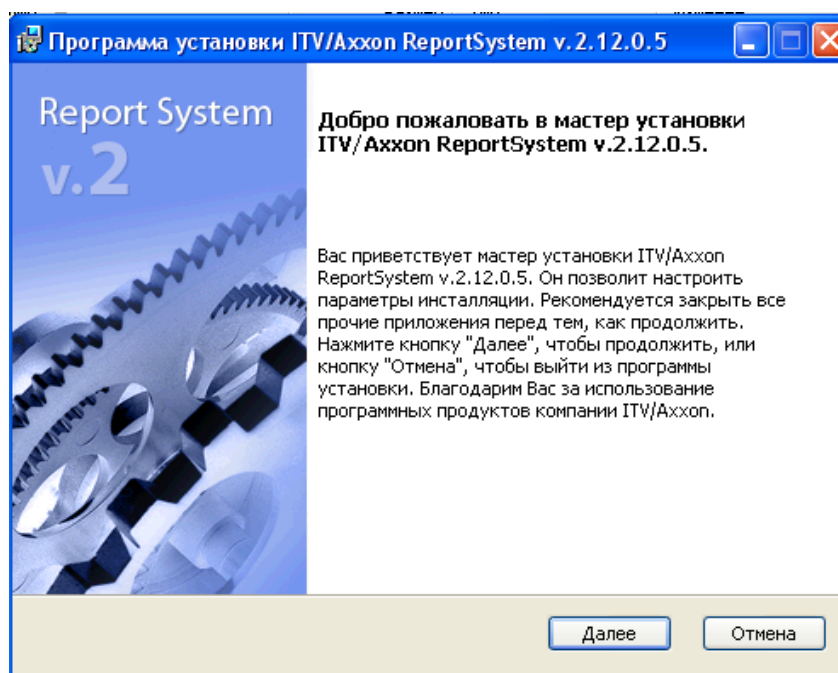 Программа установки ITV/Axxon ReportSystem v.2.12.0.5
Report System
v.2
Добро пожаловать в мастер установки
ITV/Axxon ReportSystem v.2.12.0.5.
Вас приветствует мастер установки ITV/Axxon
ReportSystem v.2.12.0.5. Он позволит настроить
параметры инсталляции. Рекомендуется закрыть все
прочие приложения перед тем, как продолжить.
Нажмите кнопку "Далее", чтобы продолжить, или
кнопку "Отмена", чтобы выйти из программы
установки. Благодарим Вас за использование
программных продуктов компании ITV/Axxon.
Далее
Отмена